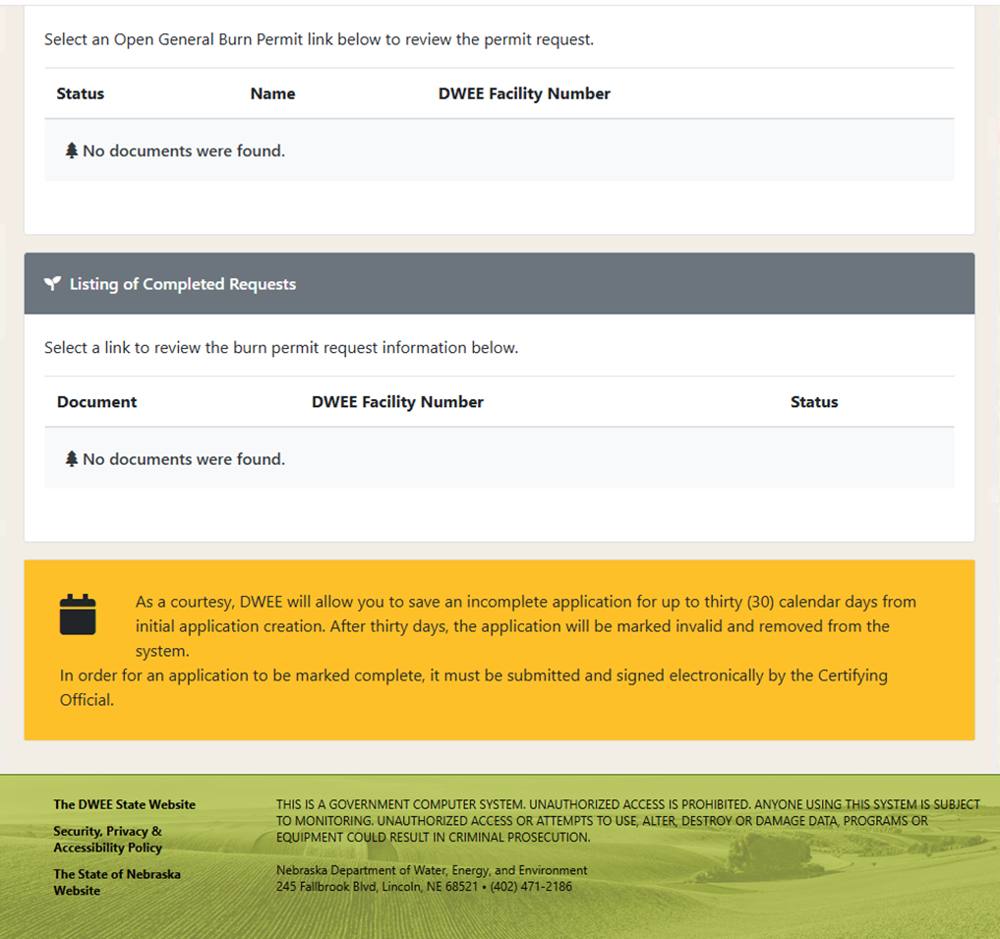 Select an Open General Burn Permit link below to review the permit request.
Status Name DWEE Facility Number
No documents were found.
Listing of Completed Requests
Select a link to review the burn permit request information below.
Document DWEE Facility Number Status
No documents were found.
As a courtesy, DWEE will allow you to save an incomplete application for up to thirty (30) calendar days from
initial application creation. After thirty days, the application will be marked invalid and removed from the
system.
In order for an application to be marked complete, it must be submitted and signed electronically by the Certifying
Official.
The DWEE State Website
Security, Privacy &
Accessibility Policy
The State of Nebraska
Website
THIS IS A GOVERNMENT COMPUTER SYSTEM. UNAUTHORIZED ACCESS IS PROHIBITED. ANYONE USING THIS SYSTEM IS SUBJECT
TO MONITORING. UNAUTHORIZED ACCESS OR ATTEMPTS TO USE, ALTER, DESTROY OR DAMAGE DATA, PROGRAMS OR
EQUIPMENT COULD RESULT IN CRIMINAL PROSECUTION.
Nebraska Department of Water, Energy, and Environment
245 Fallbrook Blvd, Lincoln, NE 68521 • (402) 471-2186